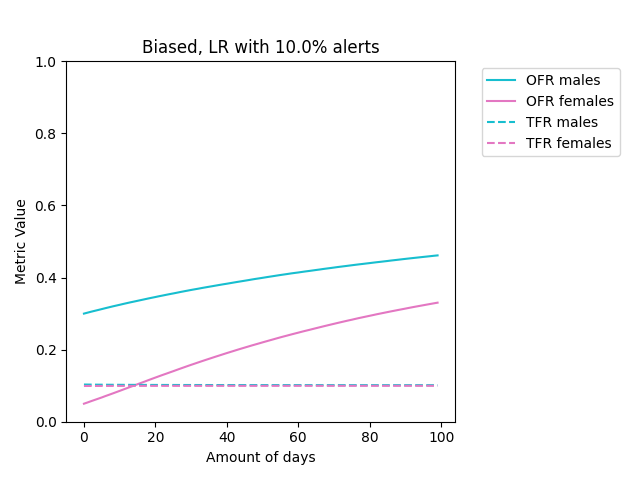 Biased, LR with 10.0% alerts
1.0
0.8
0.6
0.4
0.2
0.0
Metric Value
0 20 40 60 80 100
Amount of days
OFR males
OFR females
TFR males
TFR females